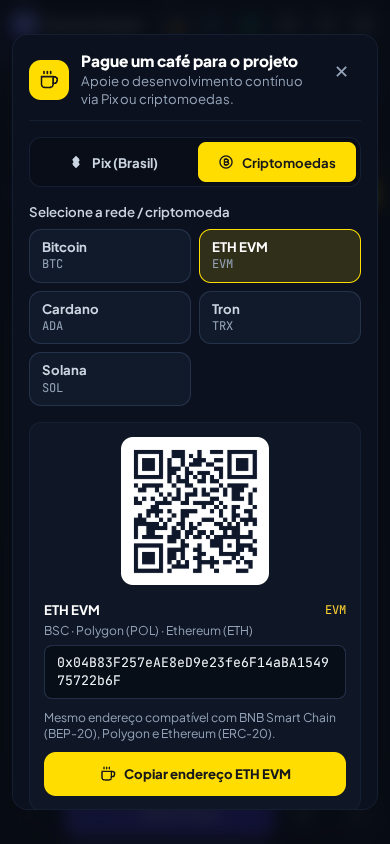 Pague um café para o projeto
Apoie o desenvolvimento contínuo
via Pix ou criptomoedas.
Pix (Brasil)
Criptomoedas
Selecione a rede / criptomoeda
Bitcoin
BTC
ETH EVM
EVM
Cardano
ADA
Tron
TRX
Solana
SOL
ETH EVM
EVM
BSC · Polygon (POL) · Ethereum (ETH)
0x04B83F257eAE8eD9e23fe6F14aBA1549
75722b6F
Mesmo endereço compatível com BNB Smart Chain
(BEP-20), Polygon e Ethereum (ERC-20).
Copiar endereço ETH EVM